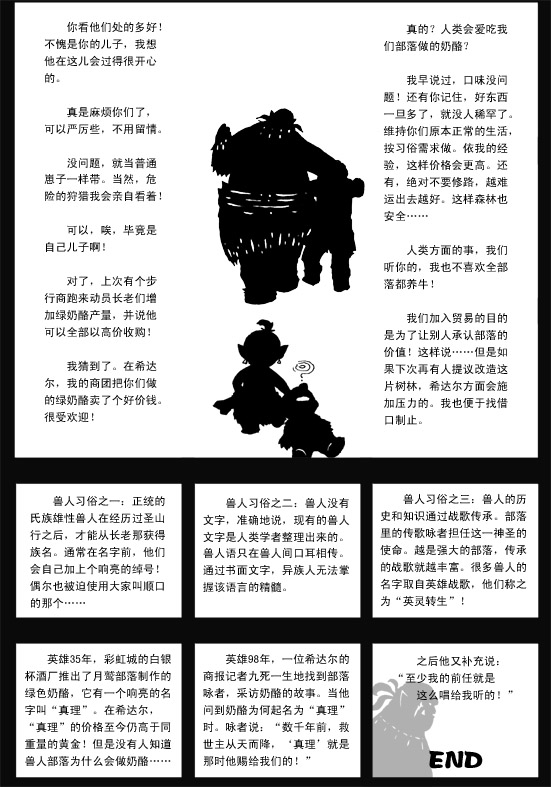 你看他们处的多好！
不愧是你的儿子，我想
他在这儿会过得很开心
的。
真是麻烦你们了，
可以严厉些，不用留情。
没问题，就当普通
崽子一样带。当然，危
险的狩猎我会亲自看着！
可以，唉，毕竟是
自己儿子啊！
对了，上次有个步
行商跑来动员长老们增
加绿奶酪产量，并说他
可以全部以高价收购！
我猜到了。在希达
尔，我的商团把你们做
的绿奶酪卖了个好价钱。
很受欢迎！
真的？人类会爱吃我
们部落做的奶酪？
我早说过，口味没问
题！还有你记住，好东西
一旦多了，就没人稀罕了。
维持你们原本正常的生活，
按习俗需求做。依我的经
验，这样价格会更高。还
有，绝对不要修路，越难
运出去越好。这样森林也
安全……
人类方面的事，我们
听你的，我也不喜欢全部
落都养牛！
我们加入贸易的目的
是为了让别人承认部落的
价值！这样说……但是如
果下次再有人提议改造这
片树林，希达尔方面会施
加压力的。我也便于找借
口制止。
兽人习俗之一：正统的
氏族雄性兽人在经历过圣山
行之后，才能从长老那获得
族名。通常在名字前，他们
会自己加上个响亮的绰号！
偶尔也被迫使用大家叫顺口
的那个……
兽人习俗之二：兽人没有
文字，准确地说，现有的兽人
文字是人类学者整理出来的。
兽人语只在兽人间口耳相传。
通过书面文字，异族人无法掌
握该语言的精髓。
兽人习俗之三：兽人的历
史和知识通过战歌传承。部落
里的传歌咏者担任这一神圣的
使命。越是强大的部落，传承
的战歌就越丰富。很多兽人的
名字取自英雄战歌，他们称之
为“英灵转生”！
英雄35年，彩虹城的白银
杯酒厂推出了月鹫部落制作的
绿色奶酪，它有一个响亮的名
字叫“真理”。在希达尔，
“真理”的价格至今仍高于同
重量的黄金！但是没有人知道
兽人部落为什么会做奶酪……
英雄98年，一位希达尔的
商报记者九死一生地找到部落
咏者，采访奶酪的故事。当他
问到奶酪为何起名为“真理”
时。咏者说：“数千年前，救
世主从天而降，‘真理’就是
那时他赐给我们的！”
之后他又补充说：
“至少我的前任就是
这么唱给我听的！”
END